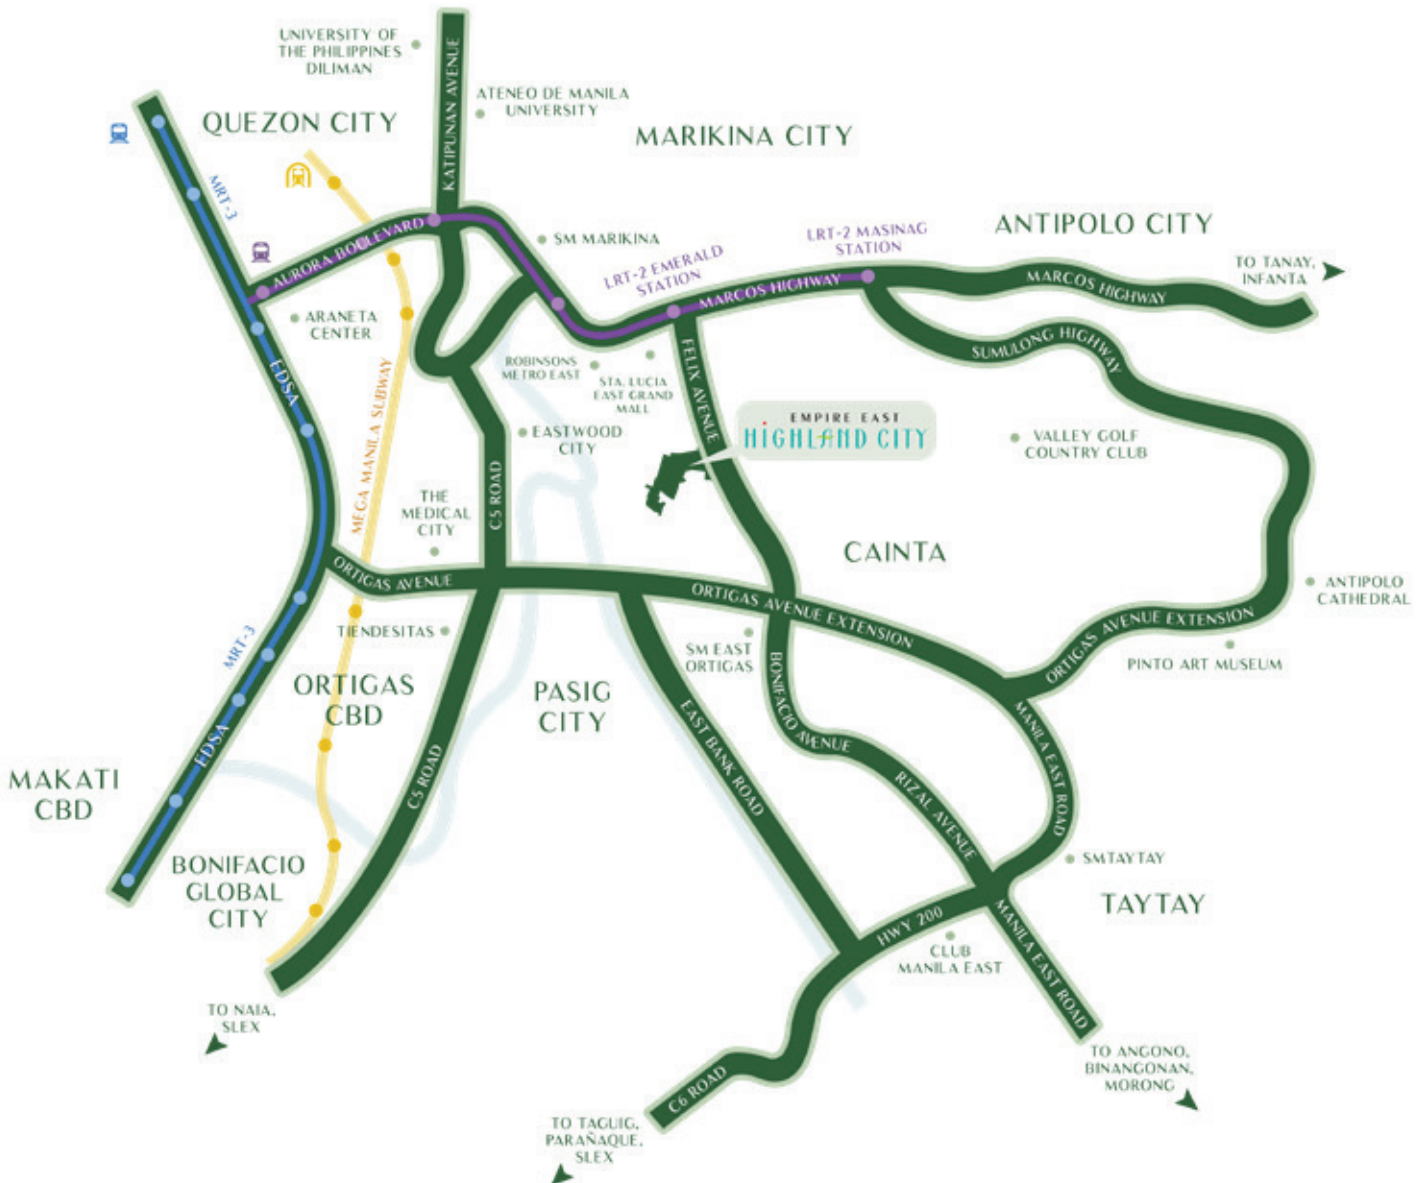 UNIVERSITY OF
THE PHILIPPINES
DILIMAN
KATIPUNAN AVENUE
ATENEO DE MANILA
UNIVERSITY
QUEZON CITY
MARIKINA CITY
MRT-3
AURORA BOULEVARD
SM MARIKINA
LRT-2 MASINAG
STATION
ANTIPOLO CITY
LRT-2 EMERALD
STATION
MARCOS HIGHWAY
MARCOS HIGHWAY
TO TANAY,
INFANTA
ARANETA
CENTER
SUMULONG HIGHWAY
EDSA
MEGA MANILA SUBWAY
ROBINSONS
METRO EAST
STA. LUCIA
EAST GRAND
MALL
FELIX AVENUE
EMPIRE EAST
HIGHLAND CITY
EASTWOOD
CITY
VALLEY GOLF
COUNTRY CLUB
C5 ROAD
THE
MEDICAL
CITY
CAINTA
ORTIGAS AVENUE
ORTIGAS AVENUE EXTENSION
ANTIPOLO
CATHEDRAL
ORTIGAS AVENUE EXTENSION
TIENDESITAS
MRT-3
SM EAST
ORTIGAS
PINTO ART MUSEUM
ORTIGAS
CBD
PASIG
CITY
BONIFACIO AVENUE
EAST BANK ROAD
MANILA EAST ROAD
EDSA
C5 ROAD
MAKATI
CBD
RIZAL AVENUE
SMTAYTAY
BONIFACIO
GLOBAL
CITY
TAYTAY
HWY 200
CLUB
MANILA EAST
MANILA EAST ROAD
TO NAIA,
SLEX
TO ANGONO,
BINANGONAN,
MORONG
C6 ROAD
TO TAGUIG,
PARAÑAQUE,
SLEX